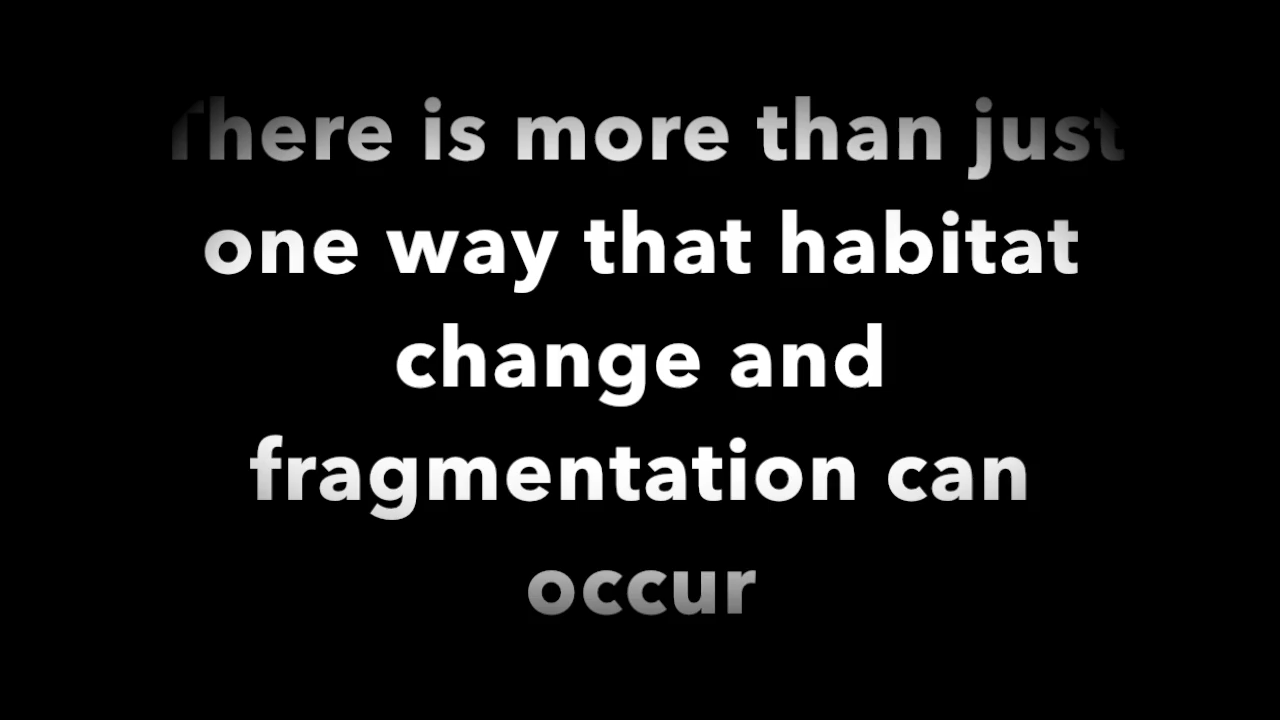 There is more than just
one way that habitat
change and
fragmentation can
occur